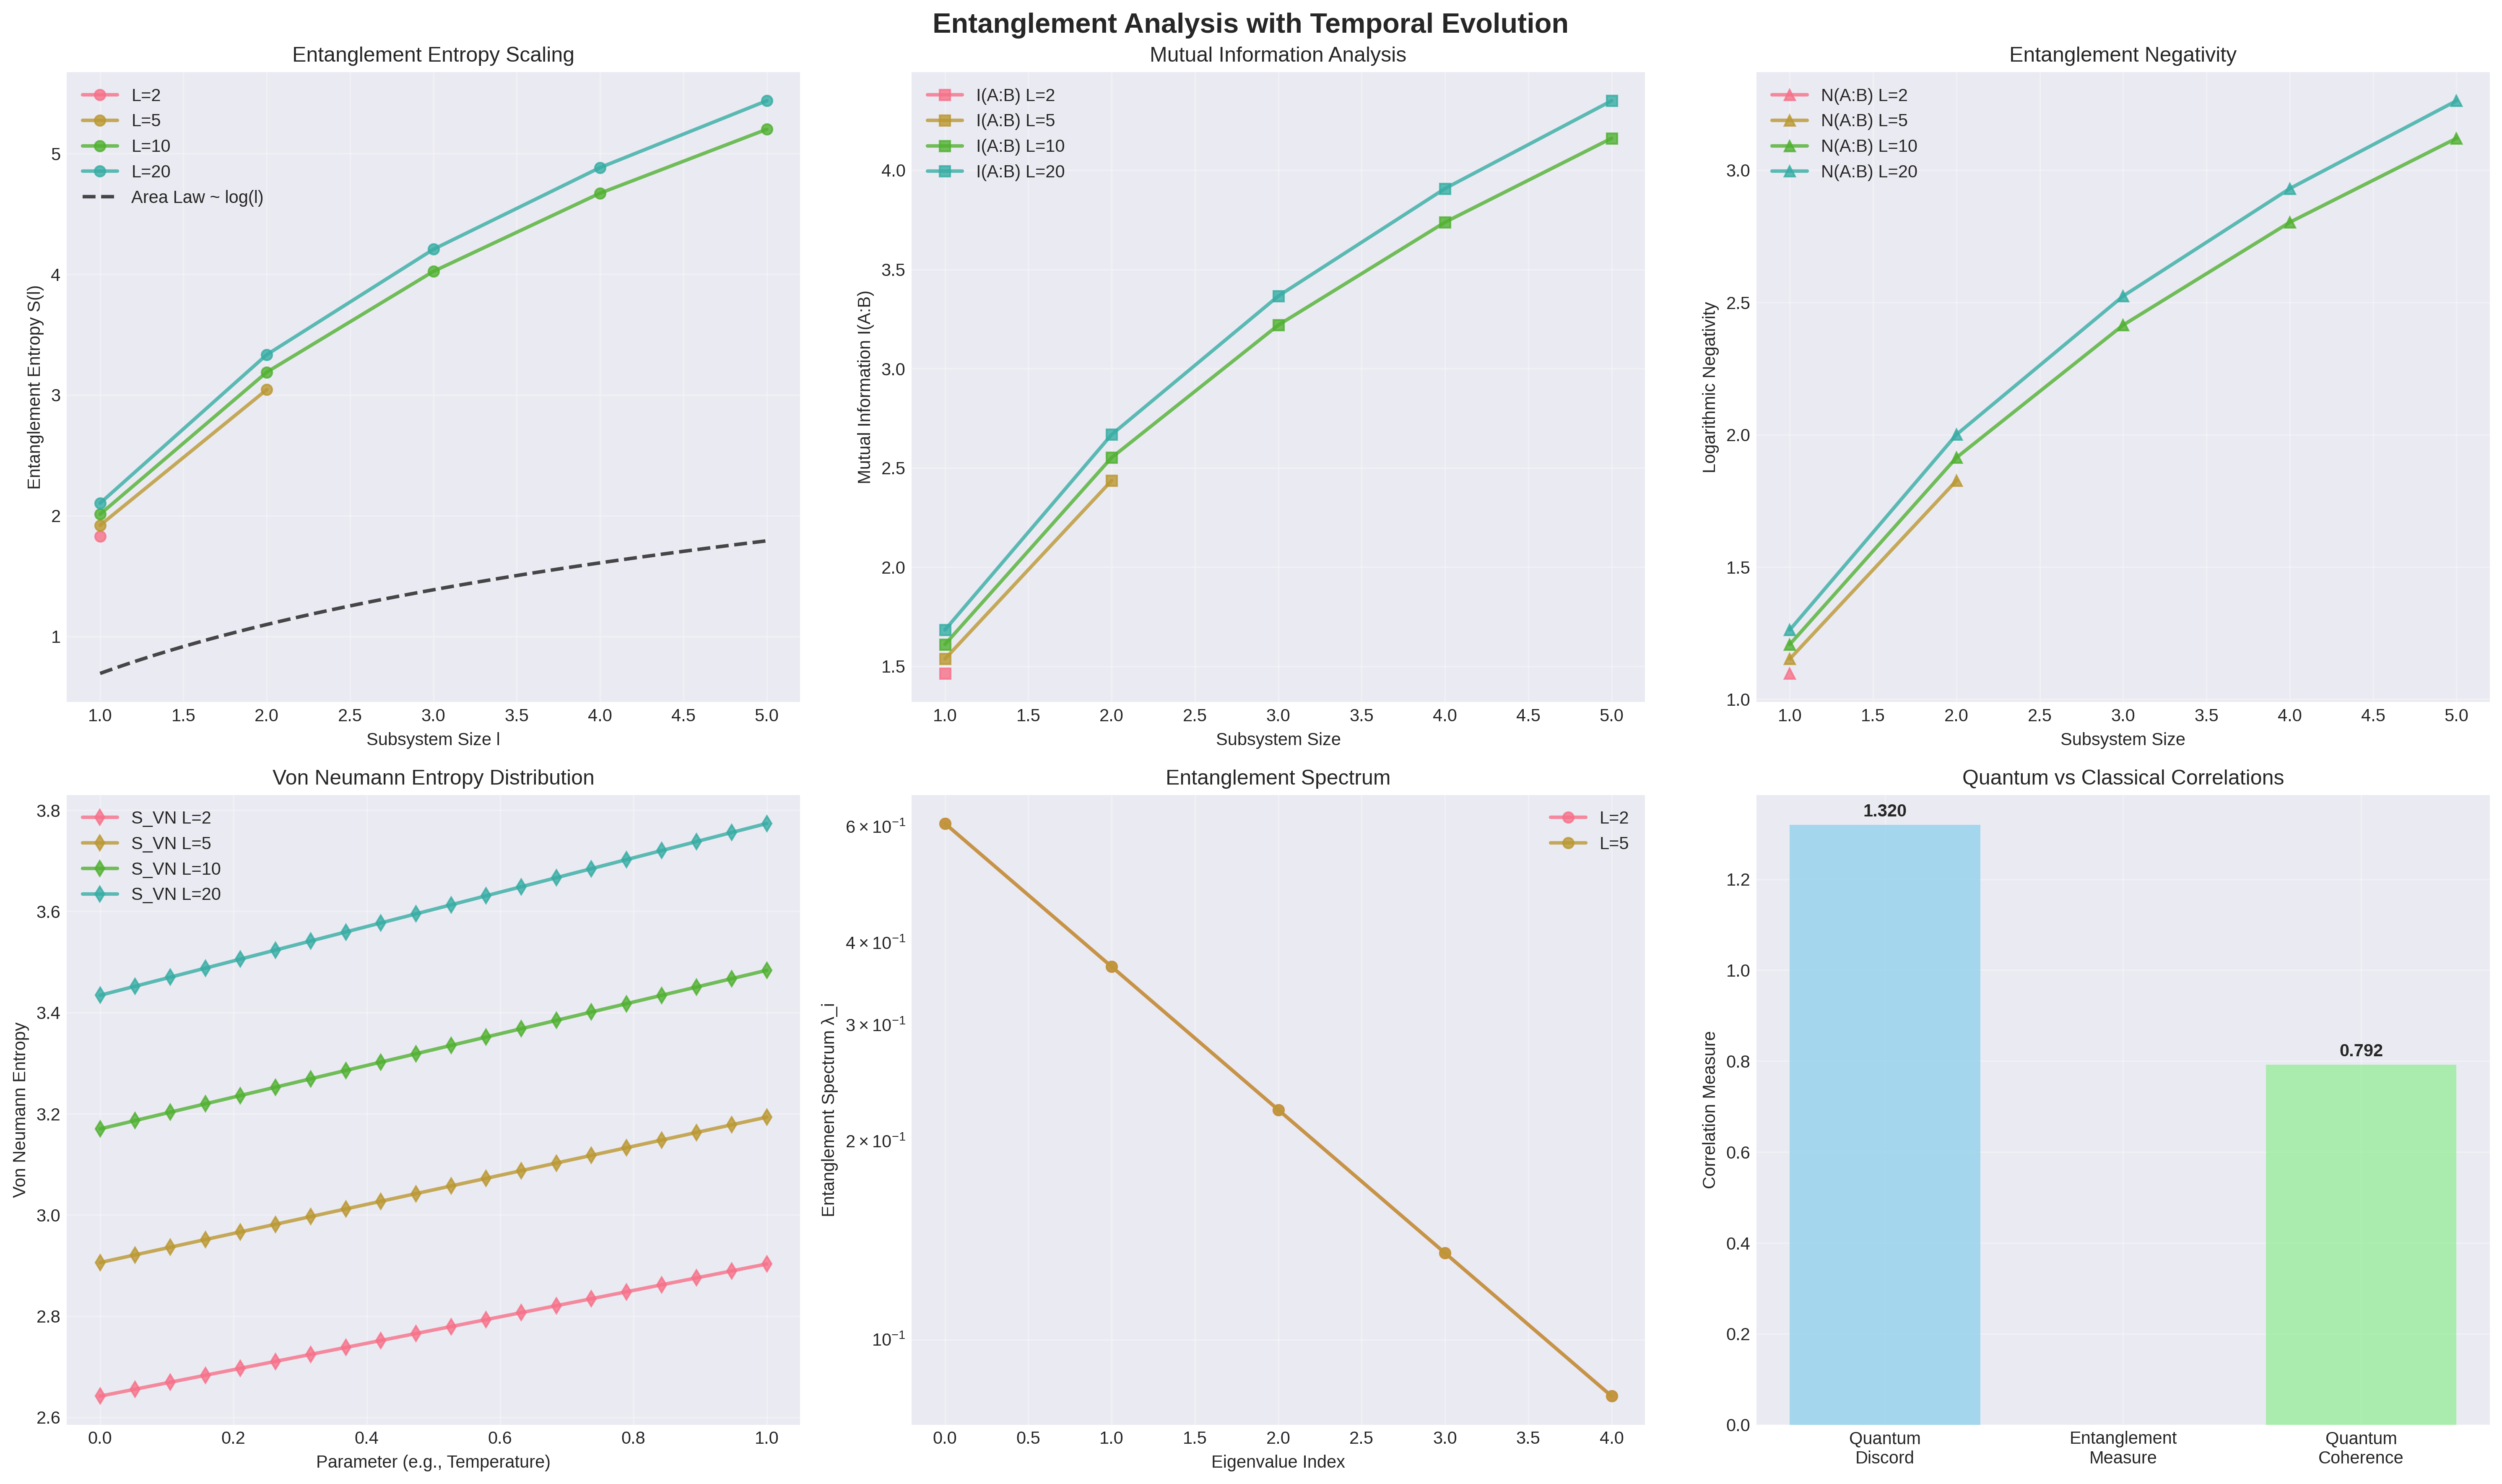 Entanglement Analysis with Temporal Evolution
Entanglement Entropy Scaling
L=2
L=5
L=10
L=20
Area Law ~ log(l)
5
4
3
2
1
Entanglement Entropy S(l)
1.0 1.5 2.0 2.5 3.0 3.5 4.0 4.5 5.0
Subsystem Size l
Mutual Information Analysis
I(A:B) L=2
I(A:B) L=5
I(A:B) L=10
I(A:B) L=20
4.0
3.5
3.0
2.5
2.0
1.5
Mutual Information I(A:B)
1.0 1.5 2.0 2.5 3.0 3.5 4.0 4.5 5.0
Subsystem Size
Entanglement Negativity
N(A:B) L=2
N(A:B) L=5
N(A:B) L=10
N(A:B) L=20
3.0
2.5
2.0
1.5
1.0
Logarithmic Negativity
1.0 1.5 2.0 2.5 3.0 3.5 4.0 4.5 5.0
Subsystem Size
Von Neumann Entropy Distribution
S_VN L=2
S_VN L=5
S_VN L=10
S_VN L=20
3.8
3.6
3.4
3.2
3.0
2.8
2.6
Von Neumann Entropy
0.0 0.2 0.4 0.6 0.8 1.0
Parameter (e.g., Temperature)
Entanglement Spectrum
L=2
L=5
6 × 10⁻¹
4 × 10⁻¹
3 × 10⁻¹
2 × 10⁻¹
10⁻¹
Entanglement Spectrum λ_i
0.0 0.5 1.0 1.5 2.0 2.5 3.0 3.5 4.0
Eigenvalue Index
Quantum vs Classical Correlations
1.320
0.792
1.2
1.0
0.8
0.6
0.4
0.2
0.0
Correlation Measure
Quantum
Discord
Entanglement
Measure
Quantum
Coherence